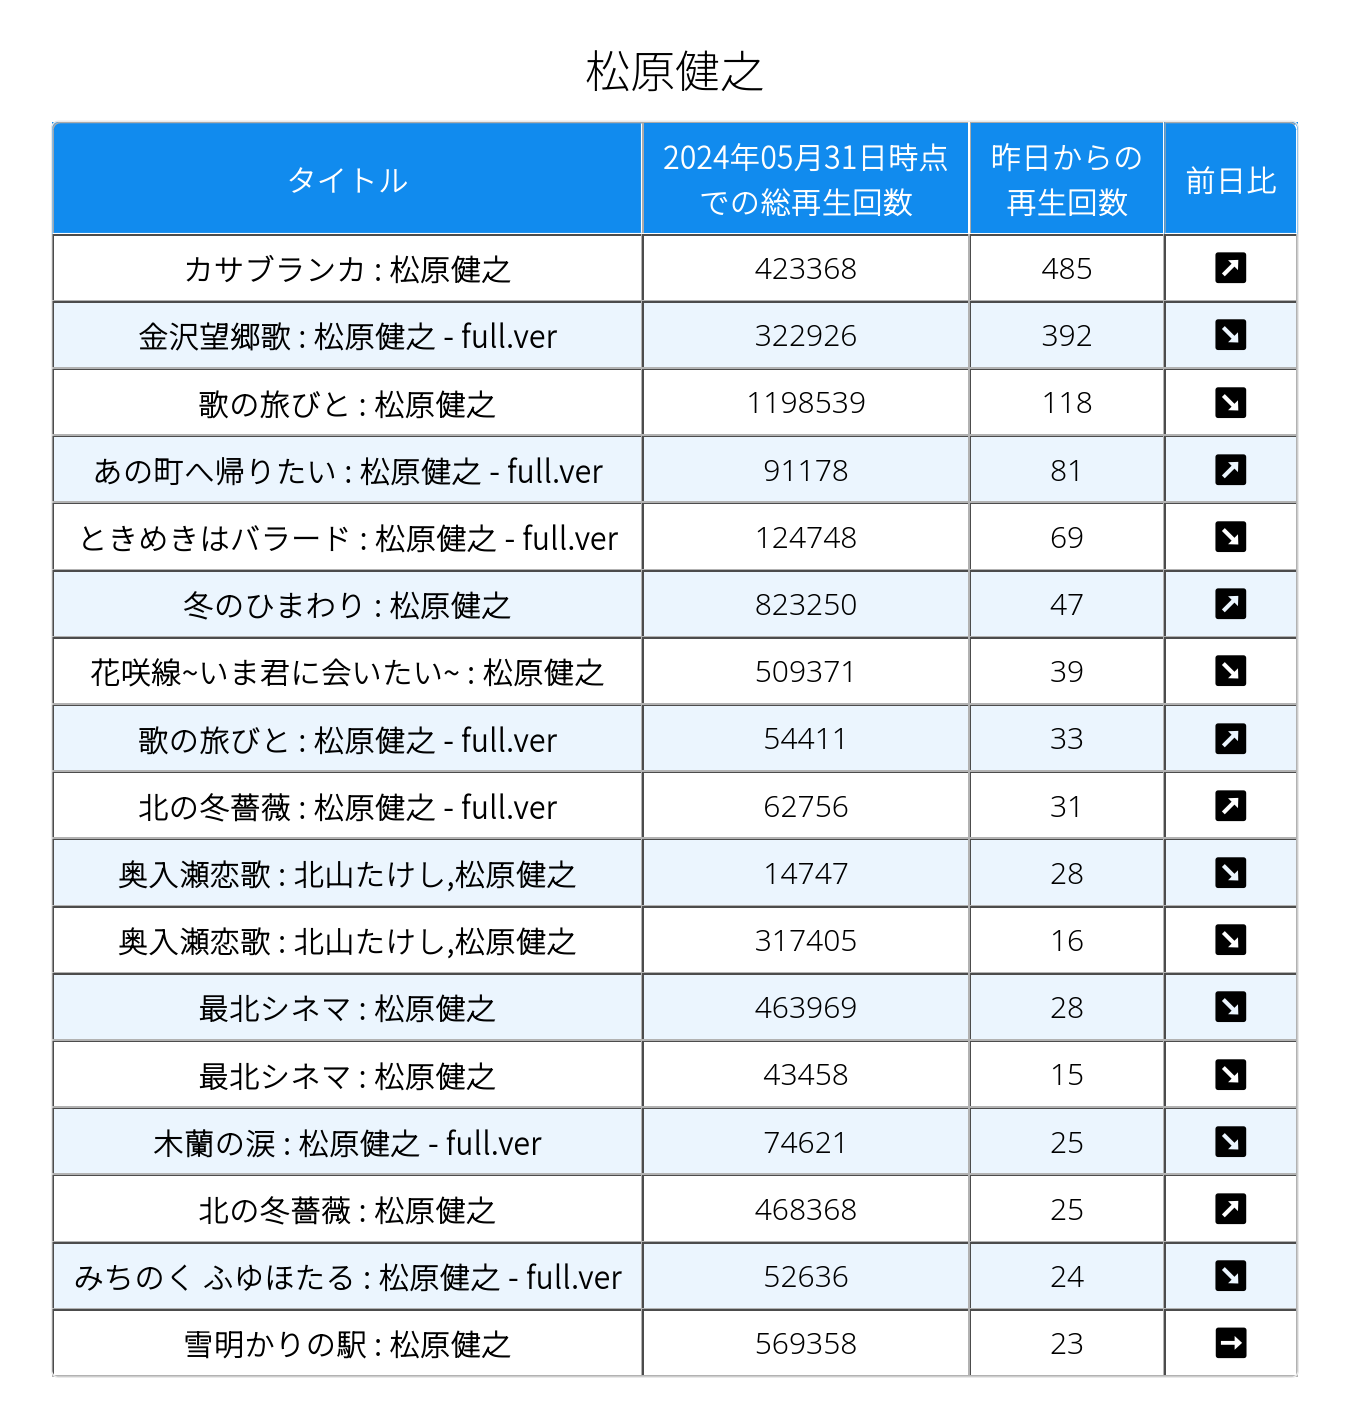 松原健之
タイトル 2024年05月31日時点 昨日からの 前日比
での総再生回数 再生回数
カサブランカ : 松原健之 423368 485
金沢望郷歌 : 松原健之 - full.ver 322926 392
歌の旅びと : 松原健之 1198539 118
あの町へ帰りたい : 松原健之 - full.ver 91178 81
ときめきはバラード : 松原健之 - full.ver 124748 69
冬のひまわり : 松原健之 823250 47
花咲線~いま君に会いたい~ : 松原健之 509371 39
歌の旅びと : 松原健之 - full.ver 54411 33
北の冬薔薇 : 松原健之 - full.ver 62756 31
奥入瀬恋歌 : 北山たけし,松原健之 14747 28
奥入瀬恋歌 : 北山たけし,松原健之 317405 16
最北シネマ : 松原健之 463969 28
最北シネマ : 松原健之 43458 15
木蘭の涙 : 松原健之 - full.ver 74621 25
北の冬薔薇 : 松原健之 468368 25
みちのく ふゆほたる : 松原健之 - full.ver 52636 24
雪明かりの駅 : 松原健之 569358 23